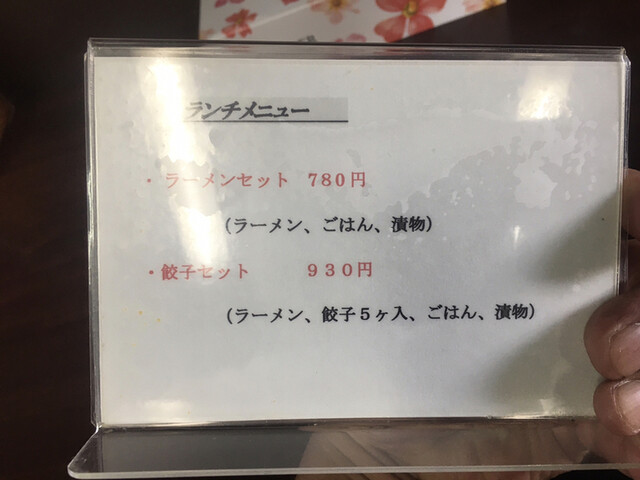 ランチメニュー
・ラーメンセット 780円
(ラーメン、ごはん、漬物)
・餃子セット 930円
(ラーメン、餃子5ヶ入、ごはん、漬物)